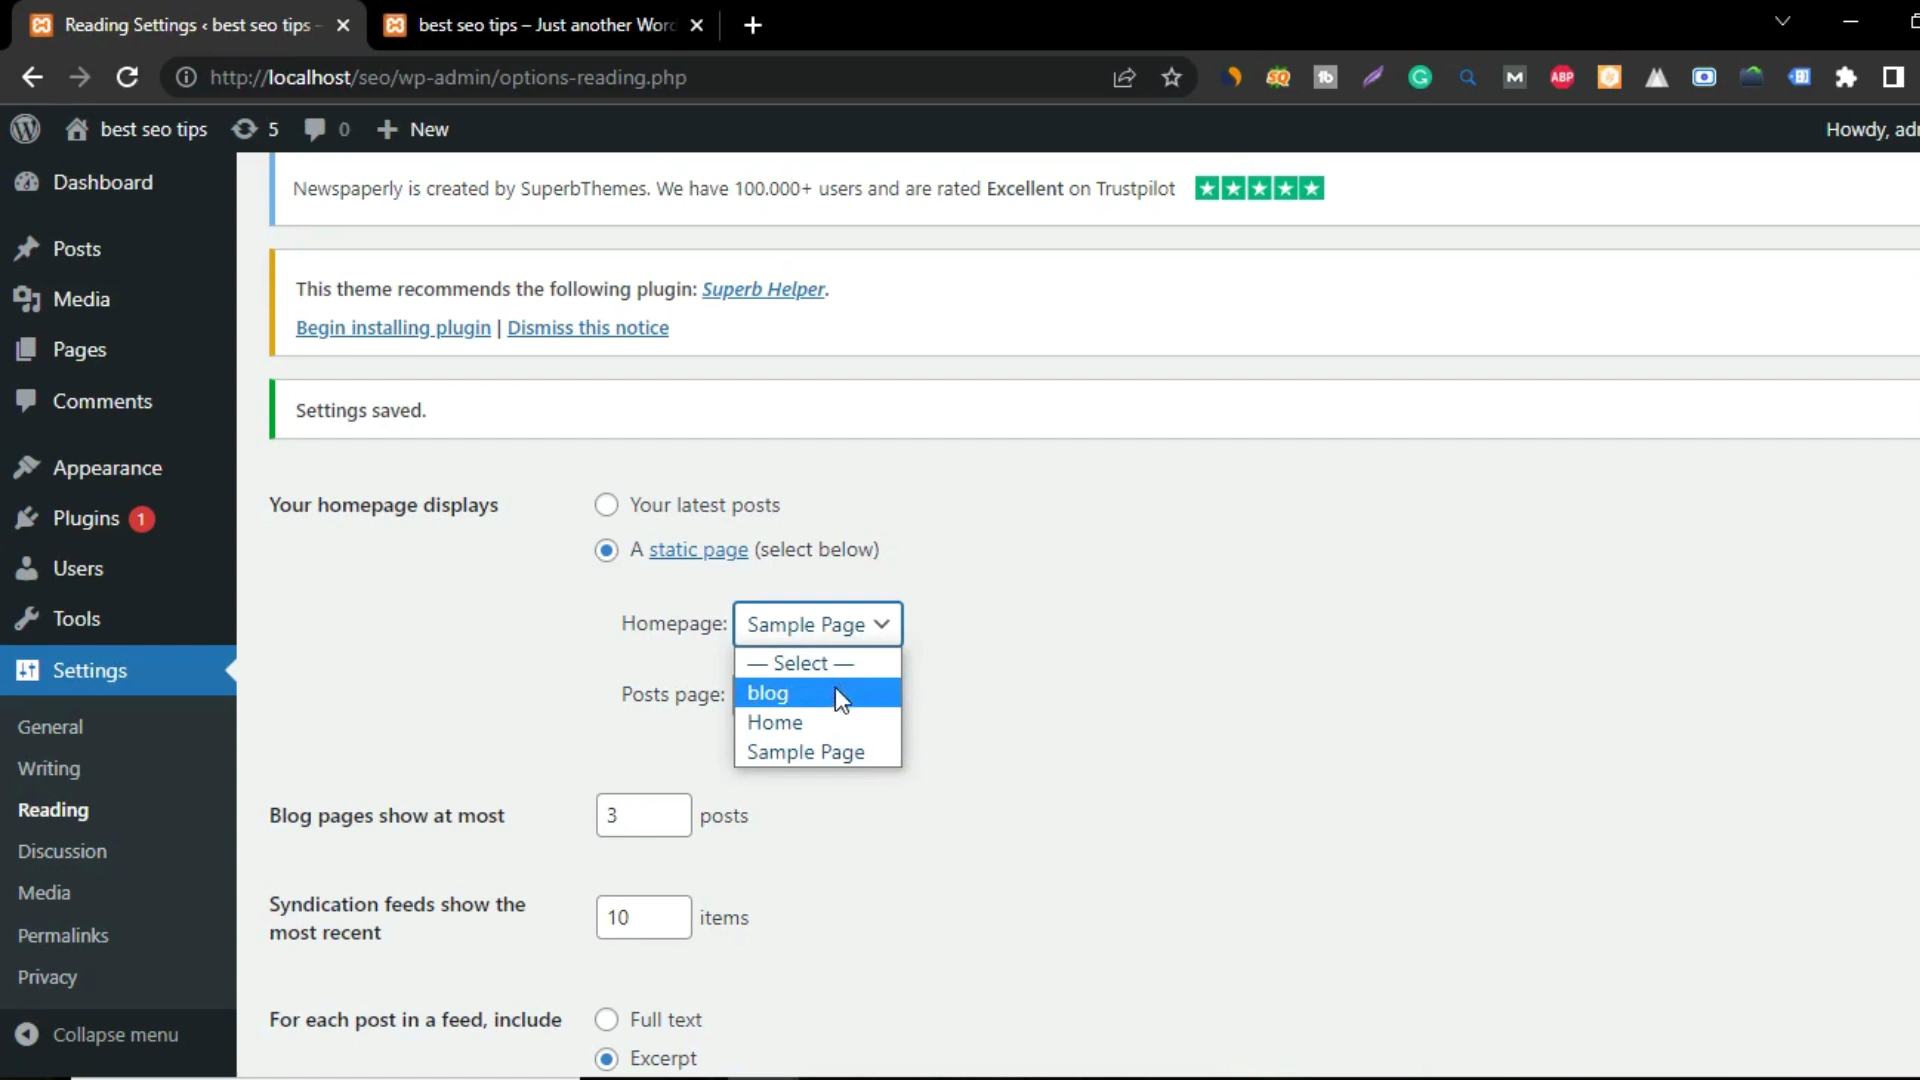 Reading Settings ‹ best seo tips –
best seo tips – Just another Wor
http://localhost/seo/wp-admin/options-reading.php
best seo tips
5
0
New
Howdy,
Dashboard
Posts
Media
Pages
Comments
Appearance
Plugins 1
Users
Tools
Settings
General
Writing
Reading
Discussion
Media
Permalinks
Privacy
Collapse menu
Newspaperly is created by SuperbThemes. We have 100.000+ users and are rated Excellent on Trustpilot
This theme recommends the following plugin: Superb Helper.
Begin installing plugin | Dismiss this notice
Settings saved.
Your homepage displays
Your latest posts
A static page (select below)
Homepage: Sample Page
— Select —
blog
Home
Sample Page
Posts page:
Blog pages show at most
3 posts
Syndication feeds show the
most recent
10 items
For each post in a feed, include
Full text
Excerpt